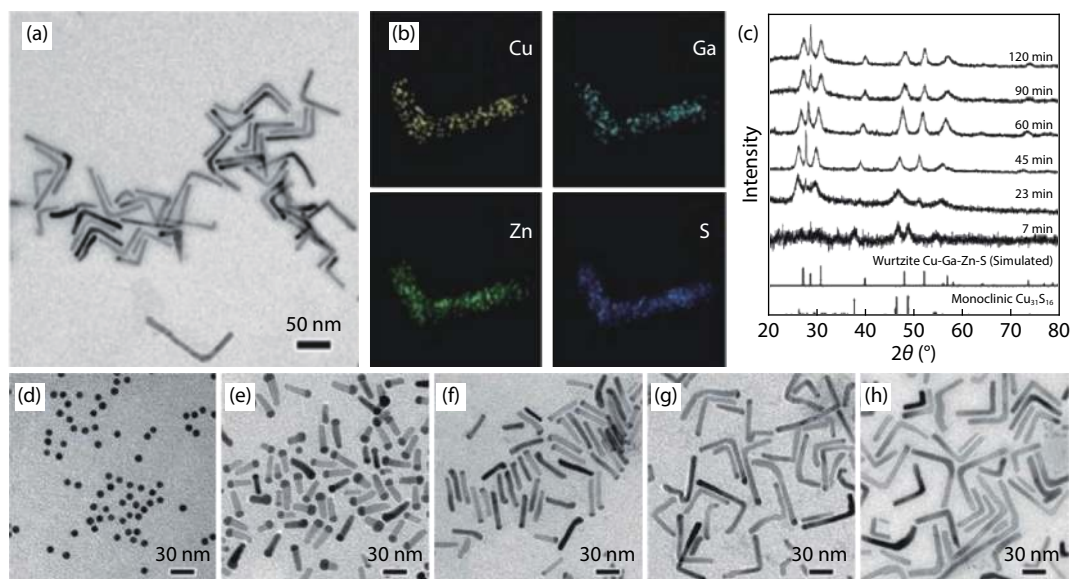 (a)
50 nm
(b)
Cu
Ga
Zn
S
(c)
Intensity
120 min
90 min
60 min
45 min
23 min
7 min
Wurtzite Cu-Ga-Zn-S (Simulated)
Monoclinic Cu₃₁S₁₆
20 30 40 50 60 70 80
2θ (°)
(d)
30 nm
(e)
30 nm
(f)
30 nm
(g)
30 nm
(h)
30 nm